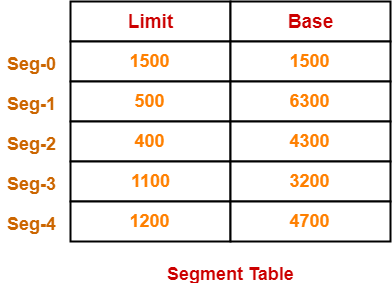 Limit Base
Seg-0 1500 1500
Seg-1 500 6300
Seg-2 400 4300
Seg-3 1100 3200
Seg-4 1200 4700
Segment Table